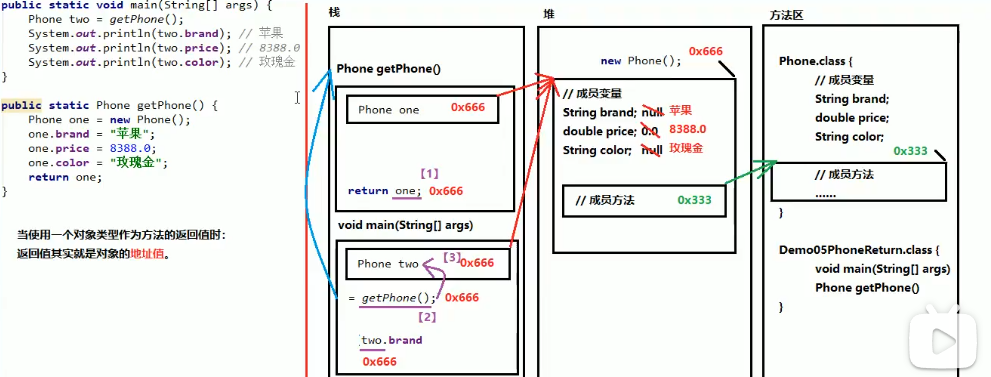 public static void main(String[] args) {
Phone two = getPhone();
System.out.println(two.brand); // 苹果
System.out.println(two.price); // 8388.0
System.out.println(two.color); // 玫瑰金
}
public static Phone getPhone() {
Phone one = new Phone();
one.brand = "苹果";
one.price = 8388.0;
one.color = "玫瑰金";
return one;
}
当使用一个对象类型作为方法的返回值时:
返回值其实就是对象的地址值。
栈
Phone getPhone()
Phone one 0x666
【1】
return one; 0x666
void main(String[] args)
Phone two 【3】 0x666
= getPhone(); 0x666
【2】
two.brand
0x666
堆
0x666
new Phone();
// 成员变量
String brand; null 苹果
double price; 0.0 8388.0
String color; null 玫瑰金
// 成员方法 0x333
方法区
Phone.class {
// 成员变量
String brand;
double price;
String color;
0x333
// 成员方法
......
}
Demo05PhoneReturn.class {
void main(String[] args)
Phone getPhone()
}